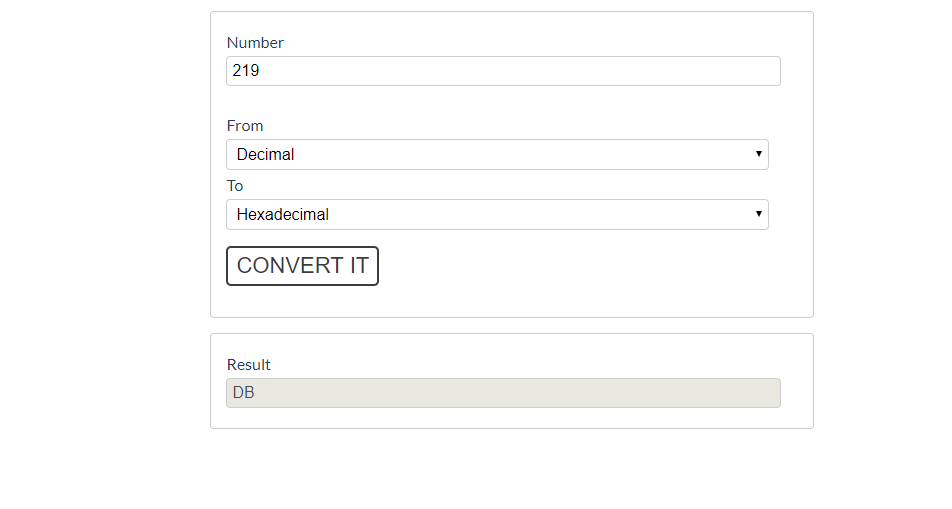 Number
219
From
Decimal
To
Hexadecimal
CONVERT IT
Result
DB